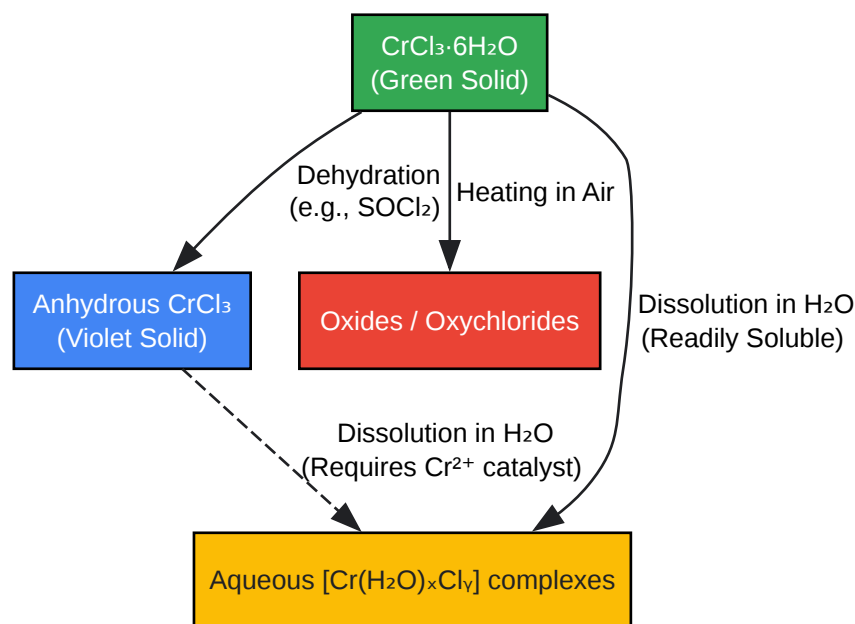 CrCl₃·6H₂O
(Green Solid)
Dehydration
(e.g., SOCl₂)
Heating in Air
Anhydrous CrCl₃
(Violet Solid)
Oxides / Oxychlorides
Dissolution in H₂O
(Readily Soluble)
Dissolution in H₂O
(Requires Cr²⁺ catalyst)
Aqueous [Cr(H₂O)ₓClᵧ] complexes